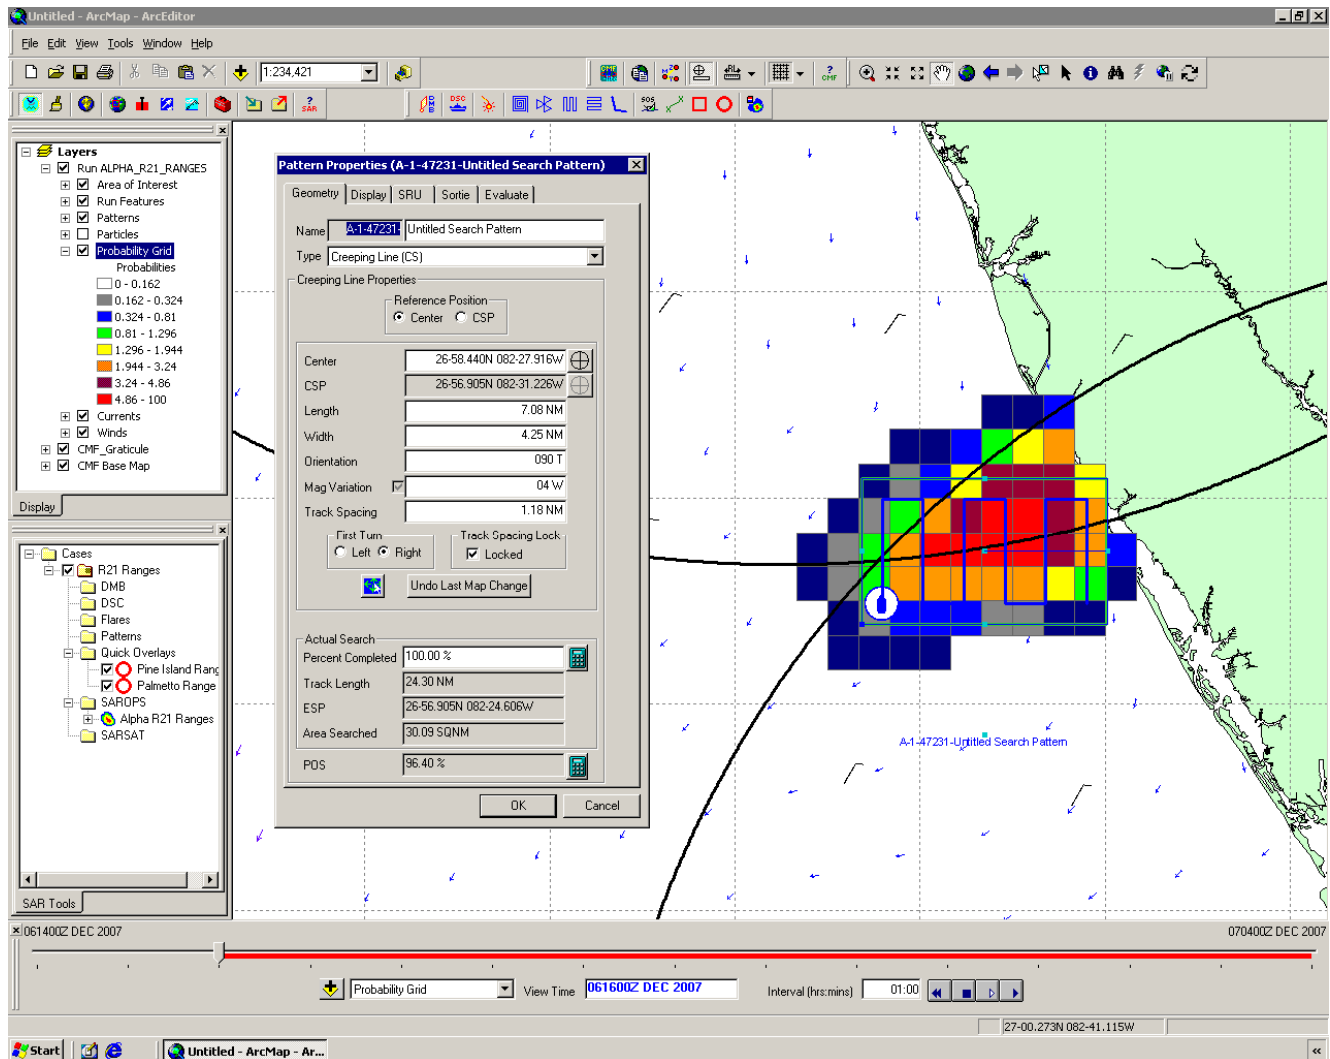 Untitled - ArcMap - ArcEditor
File Edit View Tools Window Help
1:234,421
? CMF
? SAR
DMB
DSC
SOS
Layers
Run ALPHA_R21_RANGES
Area of Interest
Run Features
Patterns
Particles
Probability Grid
Probabilities
0 - 0.162
0.162 - 0.324
0.324 - 0.81
0.81 - 1.296
1.296 - 1.944
1.944 - 3.24
3.24 - 4.86
4.86 - 100
Currents
Winds
CMF_Graticule
CMF Base Map
Display
Cases
R21 Ranges
DMB
DSC
Flares
Patterns
Quick Overlays
Pine Island Rang
Palmetto Range
SAROPS
Alpha R21 Ranges
SARSAT
SAR Tools
Pattern Properties (A-1-47231-Untitled Search Pattern)
Geometry Display SRU Sortie Evaluate
Name A-1-47231- Untitled Search Pattern
Type Creeping Line (CS)
Creeping Line Properties
Reference Position
Center CSP
Center 26-58.440N 082-27.916W
CSP 26-56.905N 082-31.226W
Length 7.08 NM
Width 4.25 NM
Orientation 090 T
Mag Variation 04 W
Track Spacing 1.18 NM
First Turn Track Spacing Lock
Left Right Locked
Undo Last Map Change
Actual Search
Percent Completed 100.00 %
Track Length 24.30 NM
ESP 26-56.905N 082-24.606W
Area Searched 30.09 SQNM
POS 96.40 %
OK Cancel
A-1-47231-Untitled Search Pattern
061400Z DEC 2007 070400Z DEC 2007
Probability Grid View Time 061600Z DEC 2007 Interval (hrs:mins) 01:00
27-00.273N 082-41.115W
Start Untitled - ArcMap - Ar...